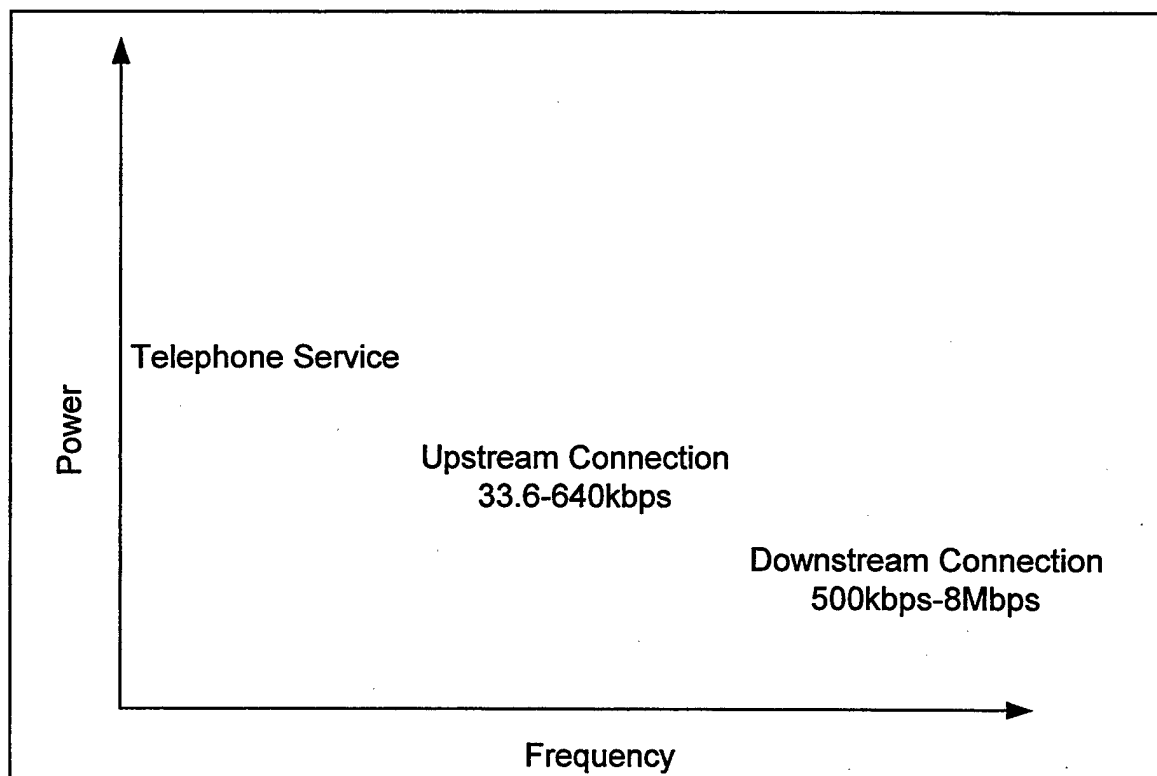 Telephone Service
Power
Upstream Connection
33.6-640kbps
Downstream Connection
500kbps-8Mbps
Frequency